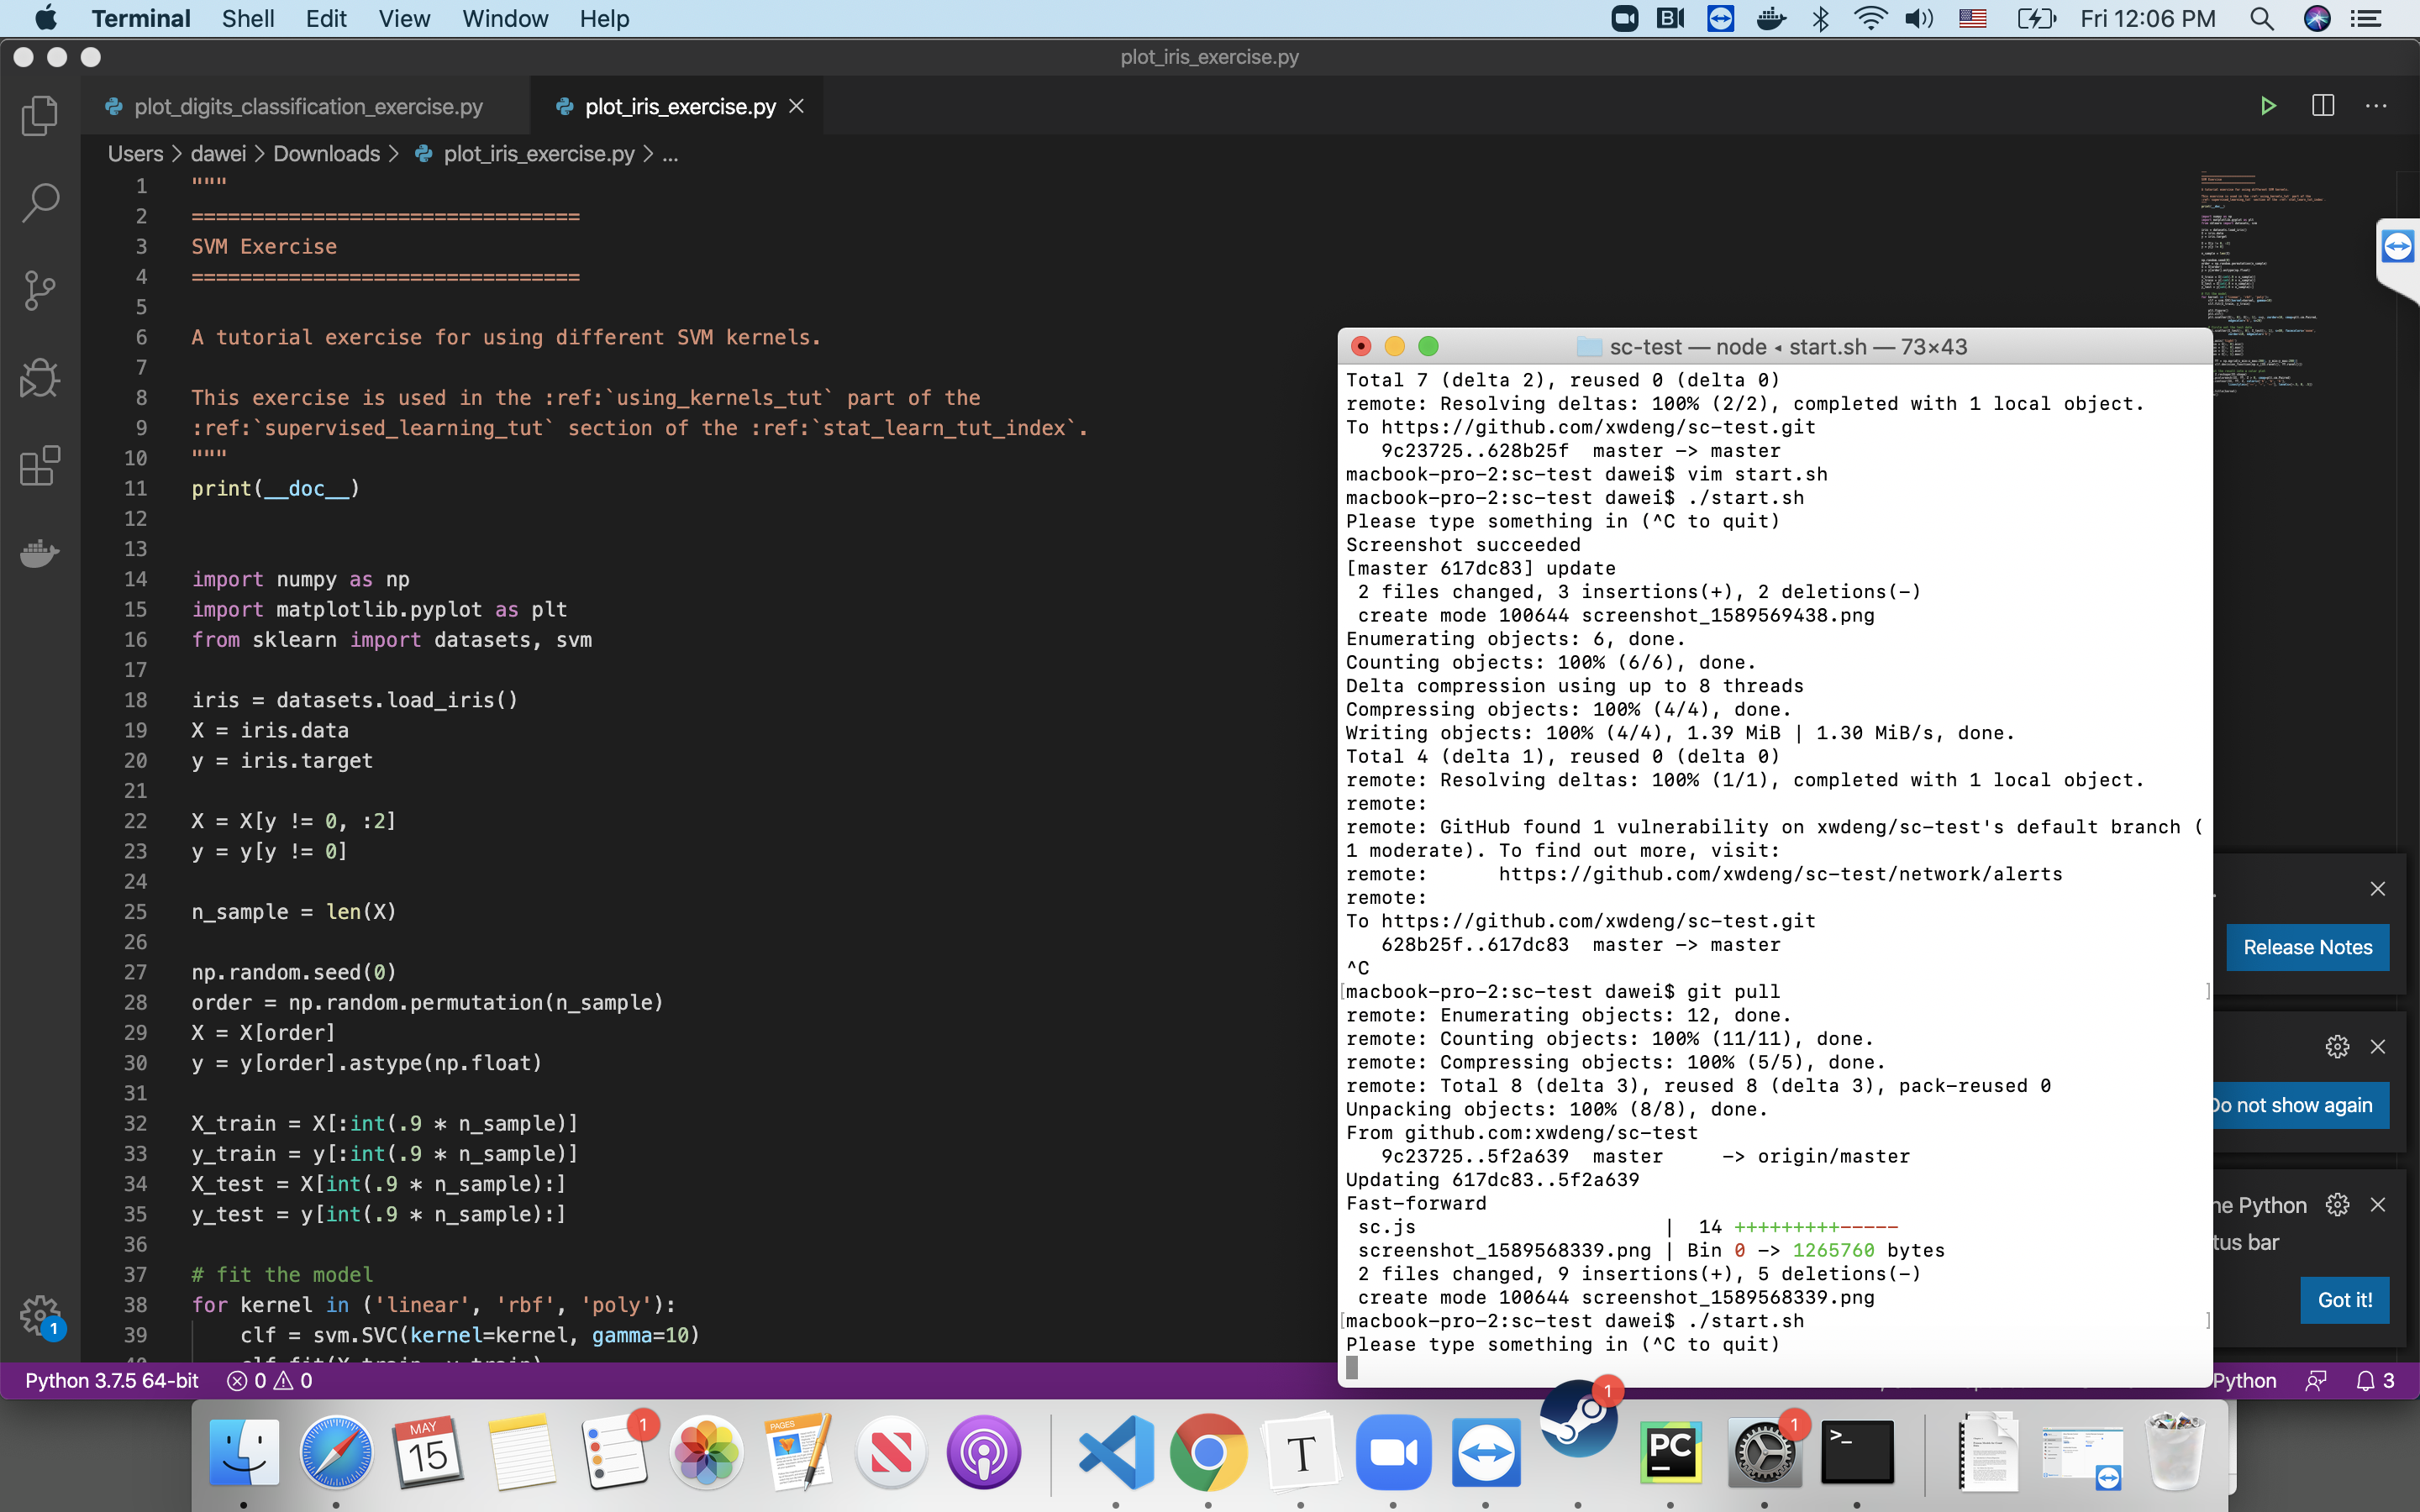 Terminal Shell Edit View Window Help
Fri 12:06 PM
plot_iris_exercise.py
plot_digits_classification_exercise.py
plot_iris_exercise.py
Users > dawei > Downloads > plot_iris_exercise.py > ...
1 """
2 ================================
3 SVM Exercise
4 ================================
5
6 A tutorial exercise for using different SVM kernels.
7
8 This exercise is used in the :ref:`using_kernels_tut` part of the
9 :ref:`supervised_learning_tut` section of the :ref:`stat_learn_tut_index`.
10 """
11 print(__doc__)
12
13
14 import numpy as np
15 import matplotlib.pyplot as plt
16 from sklearn import datasets, svm
17
18 iris = datasets.load_iris()
19 X = iris.data
20 y = iris.target
21
22 X = X[y != 0, :2]
23 y = y[y != 0]
24
25 n_sample = len(X)
26
27 np.random.seed(0)
28 order = np.random.permutation(n_sample)
29 X = X[order]
30 y = y[order].astype(np.float)
31
32 X_train = X[:int(.9 * n_sample)]
33 y_train = y[:int(.9 * n_sample)]
34 X_test = X[int(.9 * n_sample):]
35 y_test = y[int(.9 * n_sample):]
36
37 # fit the model
38 for kernel in ('linear', 'rbf', 'poly'):
39 clf = svm.SVC(kernel=kernel, gamma=10)
sc-test — node ◂ start.sh — 73×43
Total 7 (delta 2), reused 0 (delta 0)
remote: Resolving deltas: 100% (2/2), completed with 1 local object.
To https://github.com/xwdeng/sc-test.git
9c23725..628b25f master -> master
macbook-pro-2:sc-test dawei$ vim start.sh
macbook-pro-2:sc-test dawei$ ./start.sh
Please type something in (^C to quit)
Screenshot succeeded
[master 617dc83] update
2 files changed, 3 insertions(+), 2 deletions(-)
create mode 100644 screenshot_1589569438.png
Enumerating objects: 6, done.
Counting objects: 100% (6/6), done.
Delta compression using up to 8 threads
Compressing objects: 100% (4/4), done.
Writing objects: 100% (4/4), 1.39 MiB | 1.30 MiB/s, done.
Total 4 (delta 1), reused 0 (delta 0)
remote: Resolving deltas: 100% (1/1), completed with 1 local object.
remote:
remote: GitHub found 1 vulnerability on xwdeng/sc-test's default branch (
1 moderate). To find out more, visit:
remote: https://github.com/xwdeng/sc-test/network/alerts
remote:
To https://github.com/xwdeng/sc-test.git
628b25f..617dc83 master -> master
^C
[macbook-pro-2:sc-test dawei$ git pull ]
remote: Enumerating objects: 12, done.
remote: Counting objects: 100% (11/11), done.
remote: Compressing objects: 100% (5/5), done.
remote: Total 8 (delta 3), reused 8 (delta 3), pack-reused 0
Unpacking objects: 100% (8/8), done.
From github.com:xwdeng/sc-test
9c23725..5f2a639 master -> origin/master
Updating 617dc83..5f2a639
Fast-forward
sc.js | 14 +++++++++-----
screenshot_1589568339.png | Bin 0 -> 1265760 bytes
2 files changed, 9 insertions(+), 5 deletions(-)
create mode 100644 screenshot_1589568339.png
[macbook-pro-2:sc-test dawei$ ./start.sh ]
Please type something in (^C to quit)
Release Notes
Do not show again
he Python
tus bar
Got it!
1
Python 3.7.5 64-bit 0 0
Python 3
MAY
15
1
PAGES
T
1
PC
1
>_